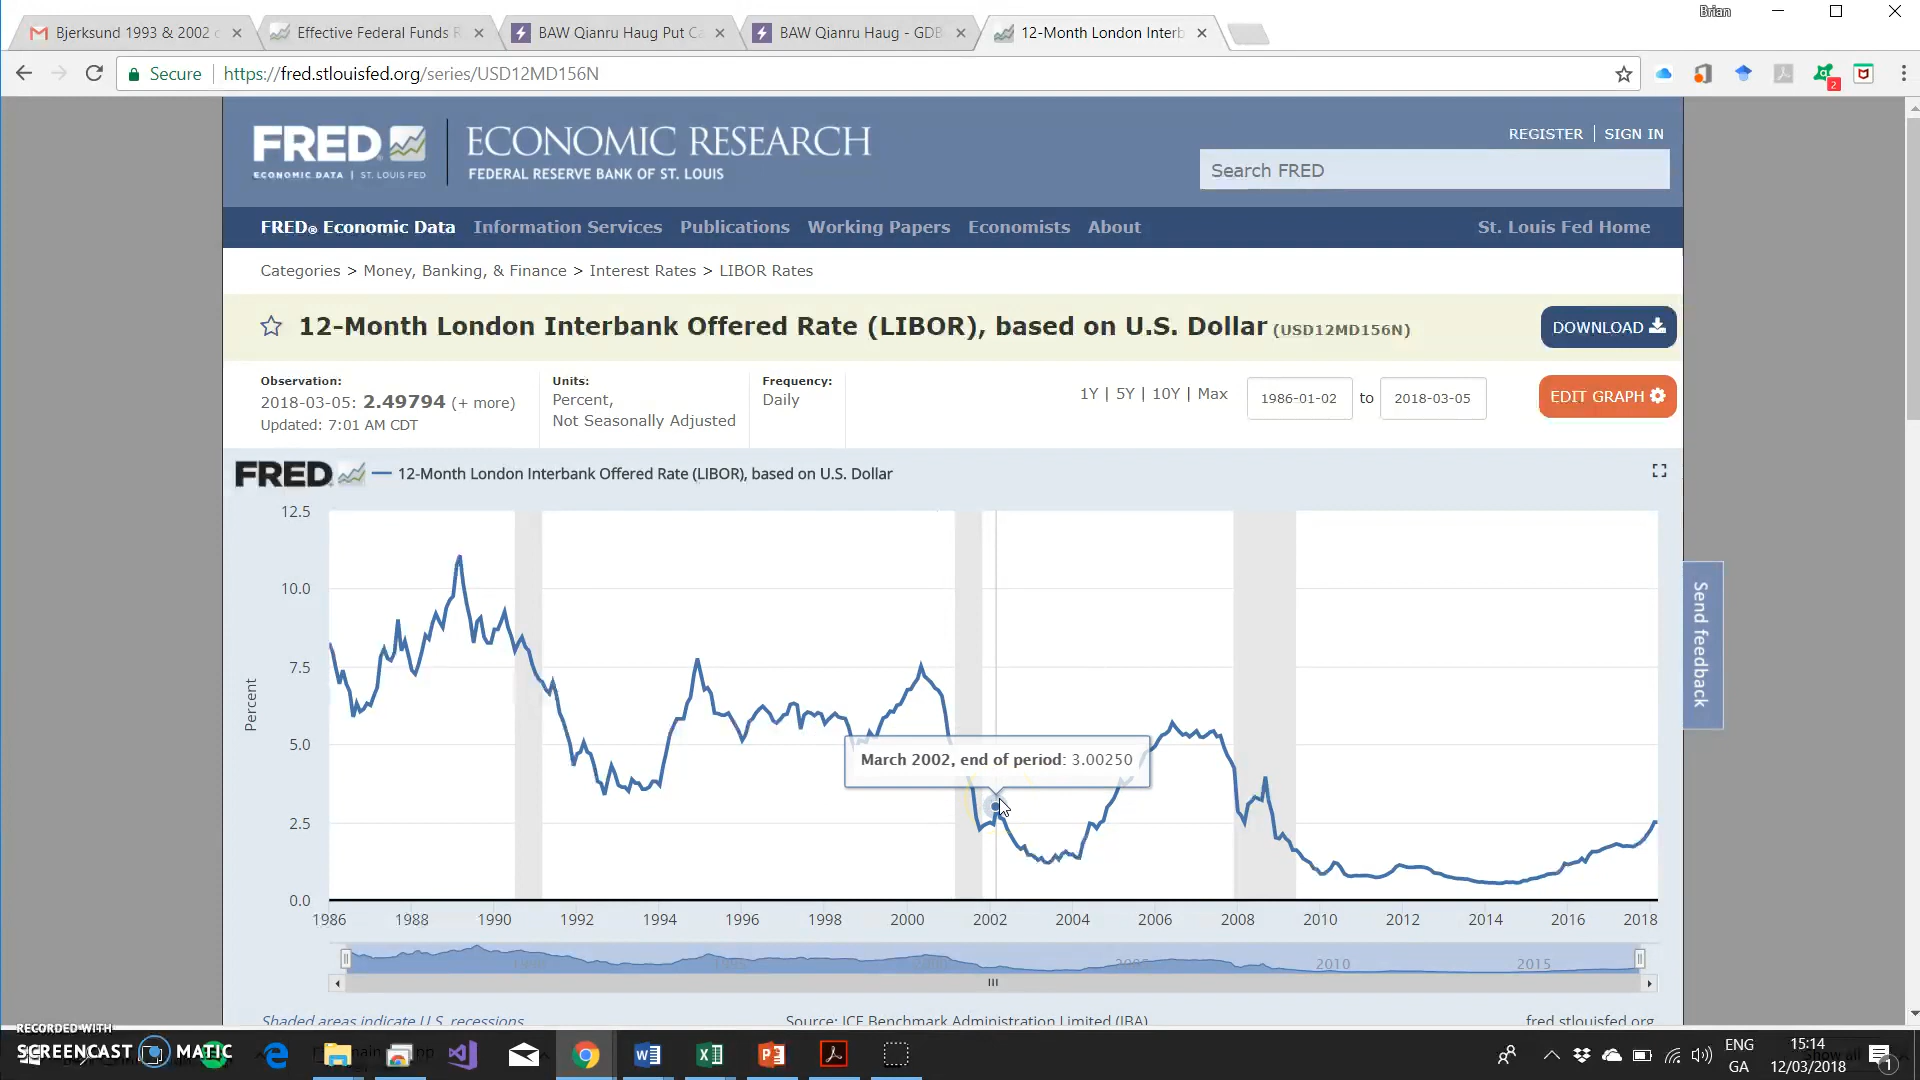 Brian
Bjerksund 1993 & 2002
Effective Federal Funds R
BAW Qianru Haug Put Ca
BAW Qianru Haug - GDB
12-Month London Interb
Secure
https://fred.stlouisfed.org/series/USD12MD156N
2
FRED
ECONOMIC DATA | ST. LOUIS FED
ECONOMIC RESEARCH
FEDERAL RESERVE BANK OF ST. LOUIS
REGISTER | SIGN IN
Search FRED
FRED® Economic Data
Information Services
Publications
Working Papers
Economists
About
St. Louis Fed Home
Categories > Money, Banking, & Finance > Interest Rates > LIBOR Rates
12-Month London Interbank Offered Rate (LIBOR), based on U.S. Dollar (USD12MD156N)
DOWNLOAD
Observation:
2018-03-05: 2.49794 (+ more)
Updated: 7:01 AM CDT
Units:
Percent,
Not Seasonally Adjusted
Frequency:
Daily
1Y | 5Y | 10Y | Max
1986-01-02 to 2018-03-05
EDIT GRAPH
FRED
12-Month London Interbank Offered Rate (LIBOR), based on U.S. Dollar
12.5
10.0
7.5
5.0
2.5
0.0
Percent
March 2002, end of period: 3.00250
1986 1988 1990 1992 1994 1996 1998 2000 2002 2004 2006 2008 2010 2012 2014 2016 2018
2010 2015
Send feedback
Shaded areas indicate U.S. recessions
Source: ICE Benchmark Administration Limited (IBA)
fred.stlouisfed.org
RECORDED WITH
SCREENCAST MATIC
ENG
GA
15:14
12/03/2018
1